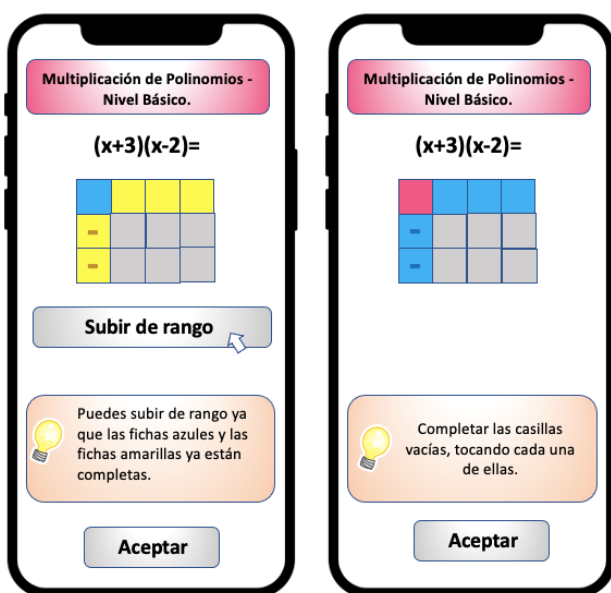 Multiplicación de Polinomios -
Nivel Básico.
(x+3)(x-2)=
-
-
Subir de rango
Puedes subir de rango ya
que las fichas azules y las
fichas amarillas ya están
completas.
Aceptar
Multiplicación de Polinomios -
Nivel Básico.
(x+3)(x-2)=
-
-
Completar las casillas
vacías, tocando cada una
de ellas.
Aceptar